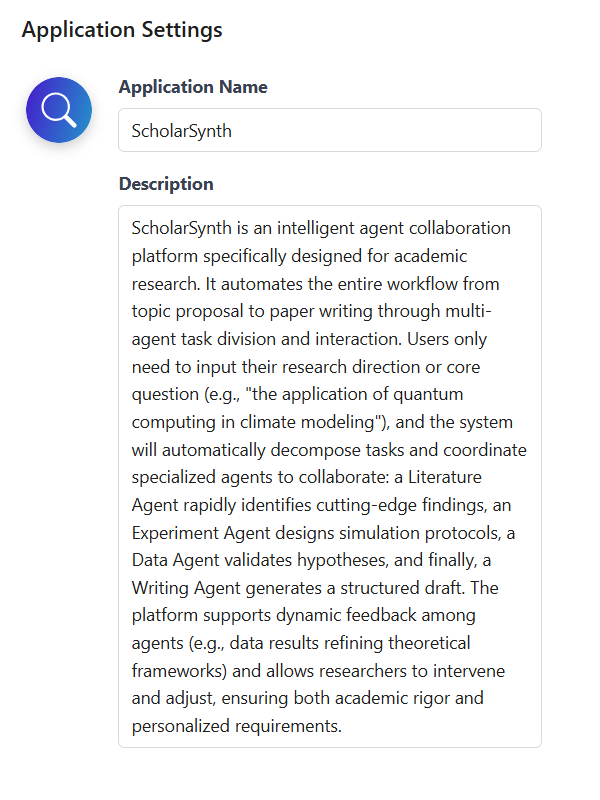 Application Settings
Application Name
ScholarSynth
Description
ScholarSynth is an intelligent agent collaboration
platform specifically designed for academic
research. It automates the entire workflow from
topic proposal to paper writing through multi-
agent task division and interaction. Users only
need to input their research direction or core
question (e.g., "the application of quantum
computing in climate modeling"), and the system
will automatically decompose tasks and coordinate
specialized agents to collaborate: a Literature
Agent rapidly identifies cutting-edge findings, an
Experiment Agent designs simulation protocols, a
Data Agent validates hypotheses, and finally, a
Writing Agent generates a structured draft. The
platform supports dynamic feedback among
agents (e.g., data results refining theoretical
frameworks) and allows researchers to intervene
and adjust, ensuring both academic rigor and
personalized requirements.